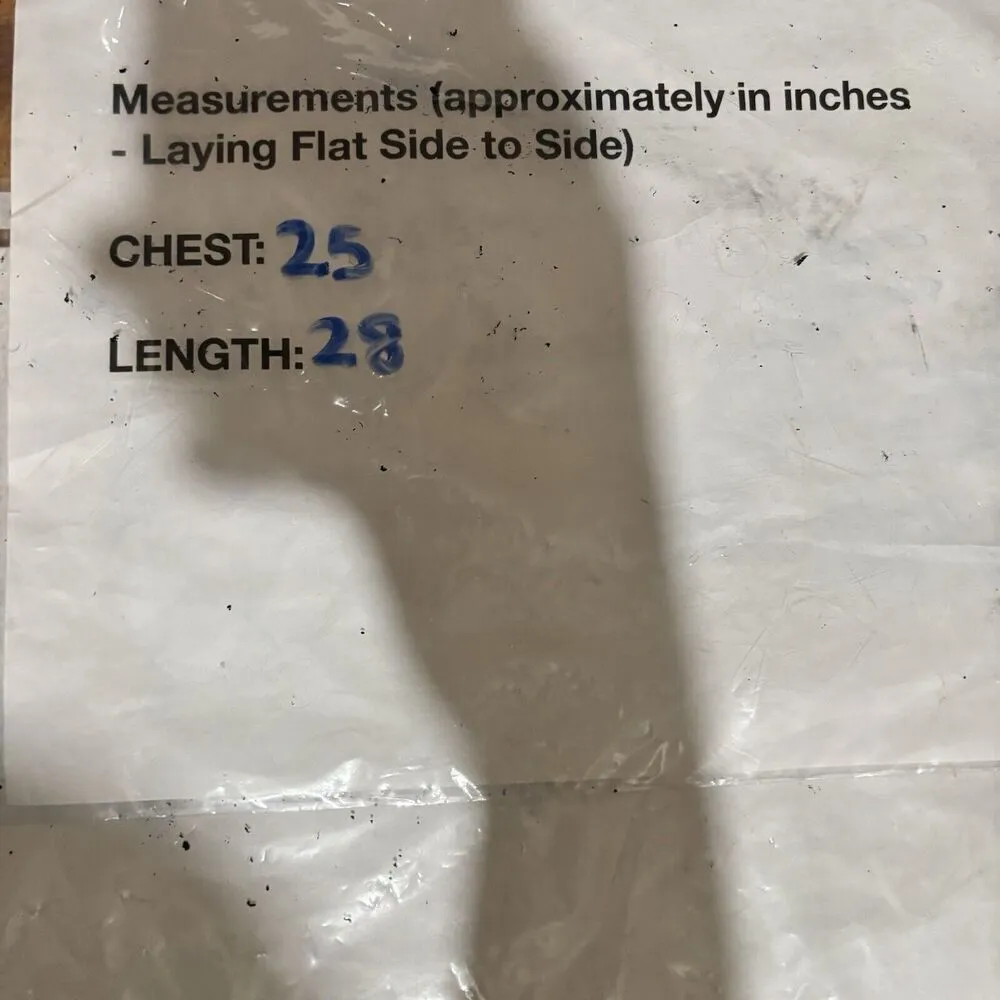 Measurements (approximately in inches
- Laying Flat Side to Side)
CHEST: 25
LENGTH: 28